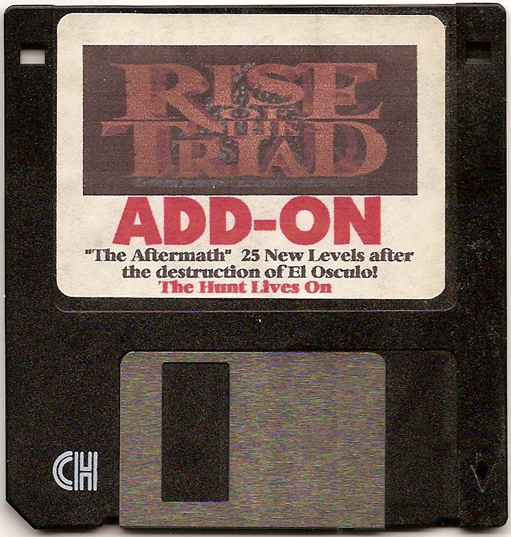 RISE
OF
THE
TRIAD
ADD-ON
"The Aftermath" 25 New Levels after
the destruction of El Osculo!
The Hunt Lives On
CH